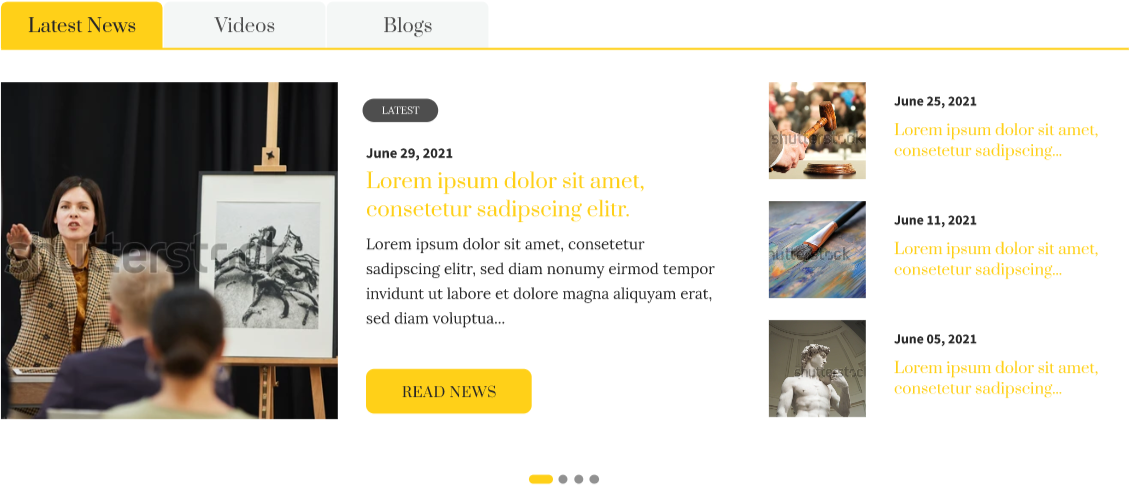 Latest News
Videos
Blogs
LATEST
June 29, 2021
Lorem ipsum dolor sit amet,
consetetur sadipscing elitr.
Lorem ipsum dolor sit amet, consetetur
sadipscing elitr, sed diam nonumy eirmod tempor
invidunt ut labore et dolore magna aliquyam erat,
sed diam voluptua...
READ NEWS
shutterstock
June 25, 2021
Lorem ipsum dolor sit amet,
consetetur sadipscing...
shutterstock
June 11, 2021
Lorem ipsum dolor sit amet,
consetetur sadipscing...
shutterstock
June 05, 2021
Lorem ipsum dolor sit amet,
consetetur sadipscing...
shutterstock